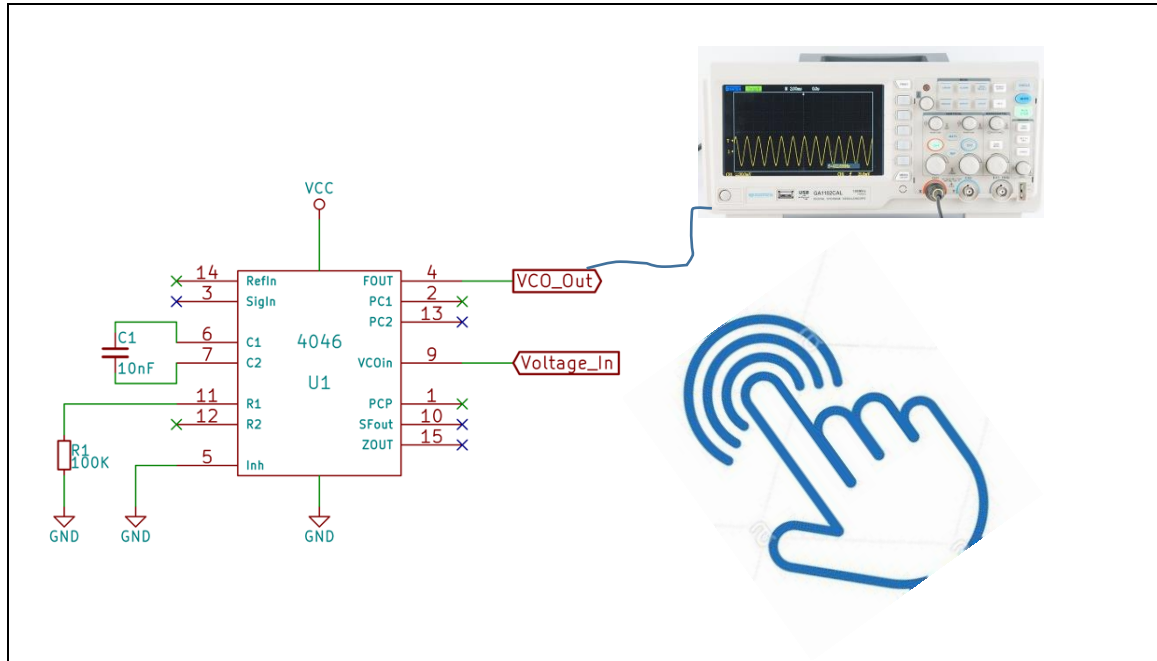 VCC
14 RefIn
3 SigIn
C1
10nF
6 C1
7 C2
11 R1
12 R2
5 Inh
R1
100K
GND
GND
GND
4046
U1
FOUT 4
PC1 2
PC2 13
VCOin 9
PCP 1
SFout 10
ZOUT 15
VCO_Out
Voltage_In
GA1102CAL
USB